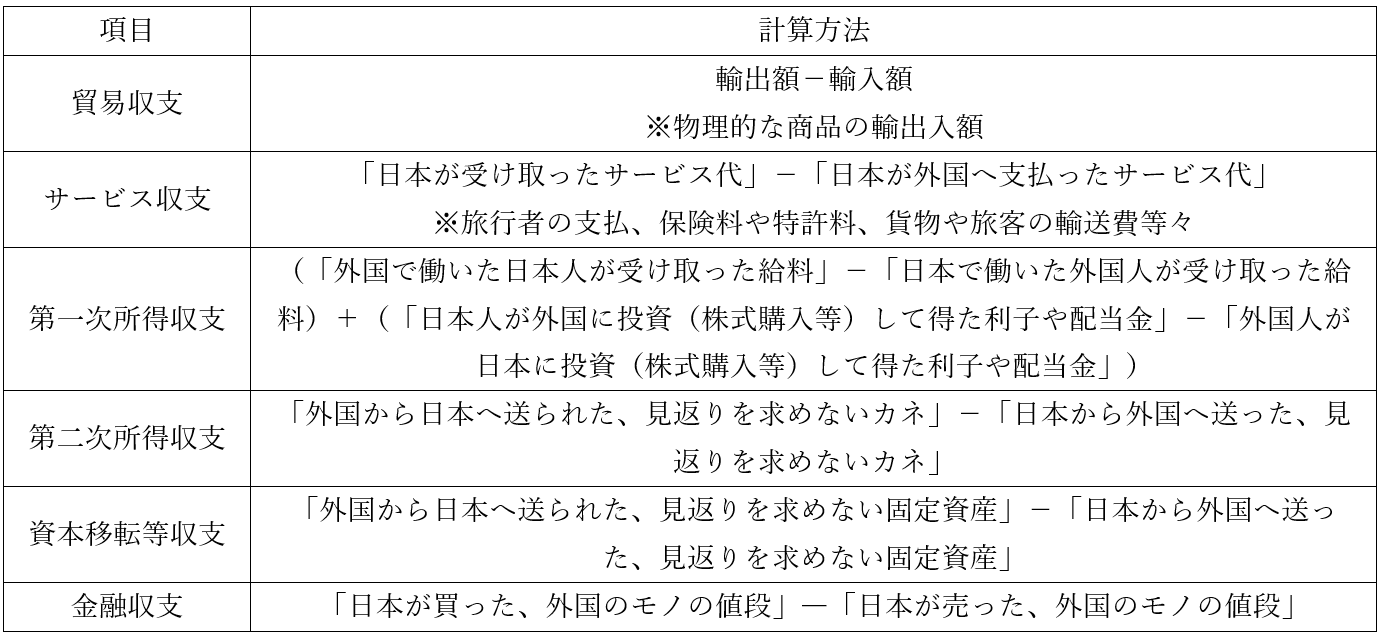 項目
計算方法
貿易収支
輸出額－輸入額
※物理的な商品の輸出入額
サービス収支
「日本が受け取ったサービス代」－「日本が外国へ支払ったサービス代」
※旅行者の支払、保険料や特許料、貨物や旅客の輸送費等々
第一次所得収支
（「外国で働いた日本人が受け取った給料」－「日本で働いた外国人が受け取った給
料）＋（「日本人が外国に投資（株式購入等）して得た利子や配当金」－「外国人が
日本に投資（株式購入等）して得た利子や配当金」）
第二次所得収支
「外国から日本へ送られた、見返りを求めないカネ」－「日本から外国へ送った、見
返りを求めないカネ」
資本移転等収支
「外国から日本へ送られた、見返りを求めない固定資産」－「日本から外国へ送っ
た、見返りを求めない固定資産」
金融収支
「日本が買った、外国のモノの値段」―「日本が売った、外国のモノの値段」